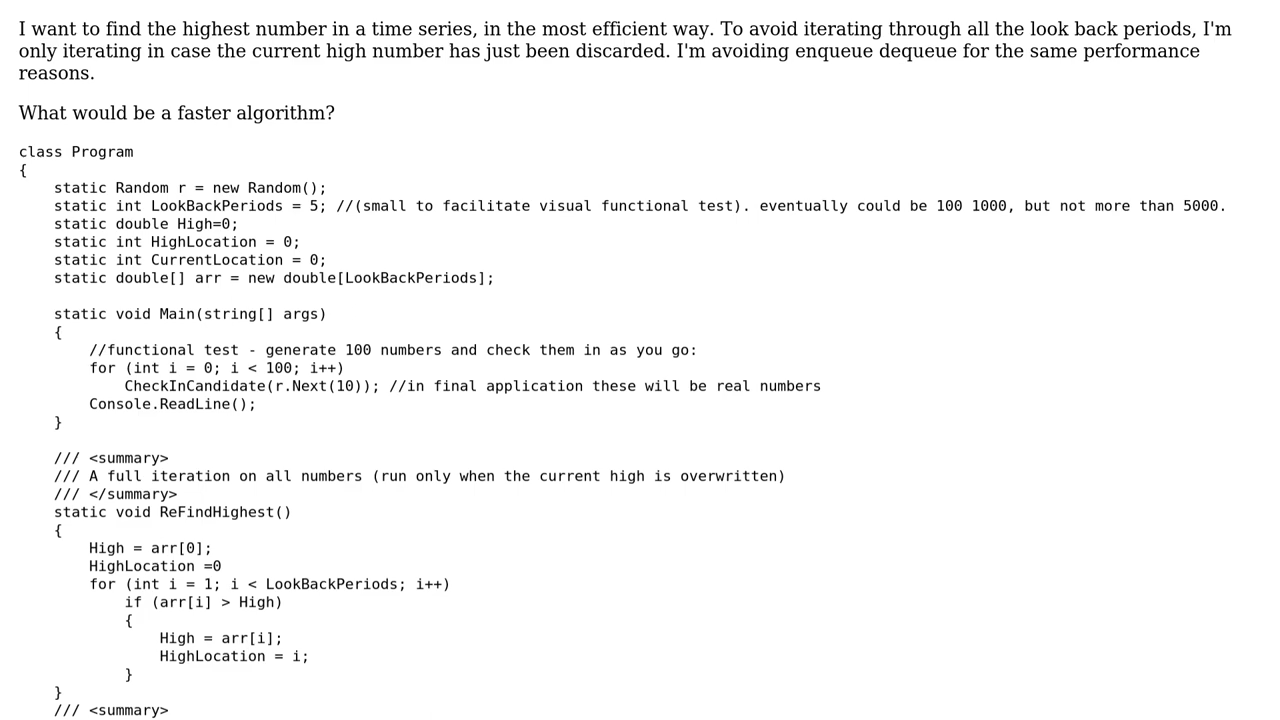 I want to find the highest number in a time series, in the most efficient way. To avoid iterating through all the look back periods, I'm
only iterating in case the current high number has just been discarded. I'm avoiding enqueue dequeue for the same performance
reasons.
What would be a faster algorithm?
class Program
{
    static Random r = new Random();
    static int LookBackPeriods = 5; //(small to facilitate visual functional test). eventually could be 100 1000, but not more than 5000.
    static double High=0;
    static int HighLocation = 0;
    static int CurrentLocation = 0;
    static double[] arr = new double[LookBackPeriods];

    static void Main(string[] args)
    {
        //functional test - generate 100 numbers and check them in as you go:
        for (int i = 0; i < 100; i++)
            CheckInCandidate(r.Next(10)); //in final application these will be real numbers
        Console.ReadLine();
    }

    /// <summary>
    /// A full iteration on all numbers (run only when the current high is overwritten)
    /// </summary>
    static void ReFindHighest()
    {
        High = arr[0];
        HighLocation =0
        for (int i = 1; i < LookBackPeriods; i++)
            if (arr[i] > High)
            {
                High = arr[i];
                HighLocation = i;
            }
    }
    /// <summary>